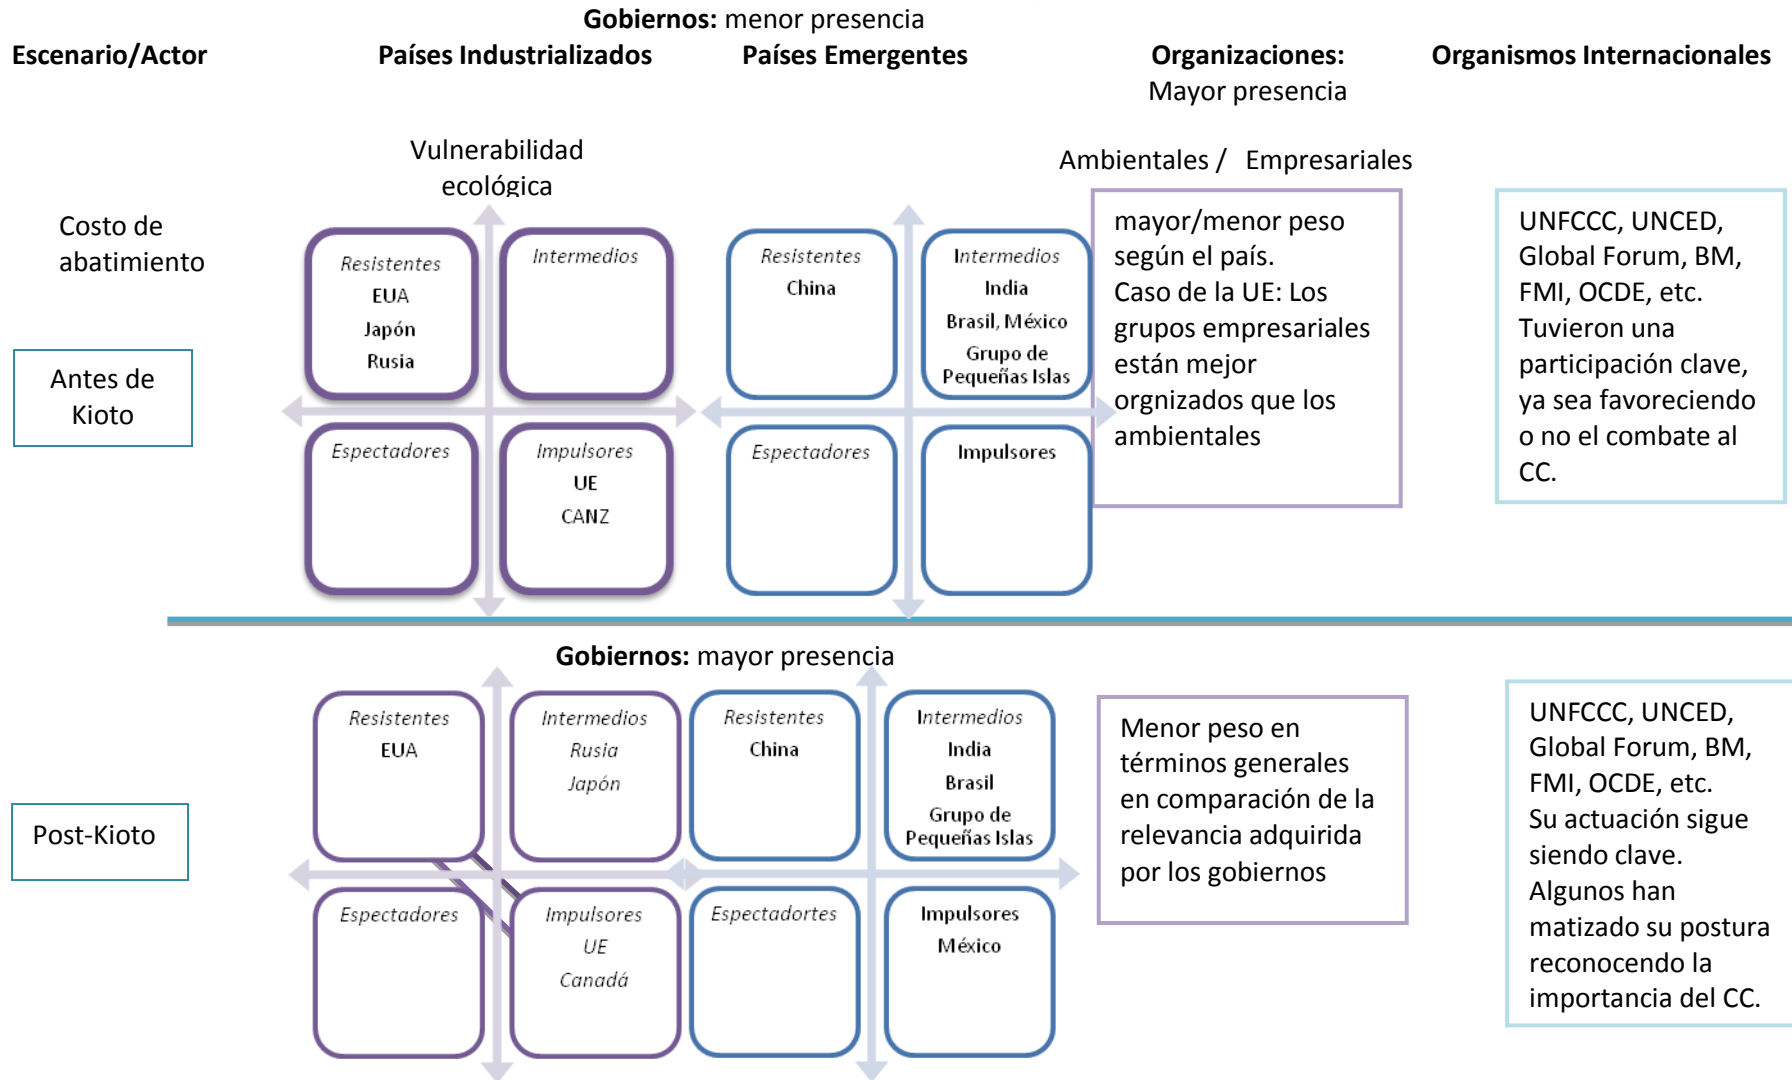 Gobiernos: menor presencia
Escenario/Actor
Países Industrializados
Países Emergentes
Organizaciones:
Mayor presencia
Organismos Internacionales
Vulnerabilidad
ecológica
Ambientales / Empresariales
Costo de
abatimiento
Antes de
Kioto
Resistentes
EUA
Japón
Rusia
Intermedios
Espectadores
Impulsores
UE
CANZ
Resistentes
China
Intermedios
India
Brasil, México
Grupo de
Pequeñas Islas
Espectadores
Impulsores
mayor/menor peso
según el país.
Caso de la UE: Los
grupos empresariales
están mejor
orgnizados que los
ambientales
UNFCCC, UNCED,
Global Forum, BM,
FMI, OCDE, etc.
Tuvieron una
participación clave,
ya sea favoreciendo
o no el combate al
CC.
Gobiernos: mayor presencia
Post-Kioto
Resistentes
EUA
Intermedios
Rusia
Japón
Espectadores
Impulsores
UE
Canadá
Resistentes
China
Intermedios
India
Brasil
Grupo de
Pequeñas Islas
Espectadortes
Impulsores
México
Menor peso en
términos generales
en comparación de la
relevancia adquirida
por los gobiernos
UNFCCC, UNCED,
Global Forum, BM,
FMI, OCDE, etc.
Su actuación sigue
siendo clave.
Algunos han
matizado su postura
reconocendo la
importancia del CC.